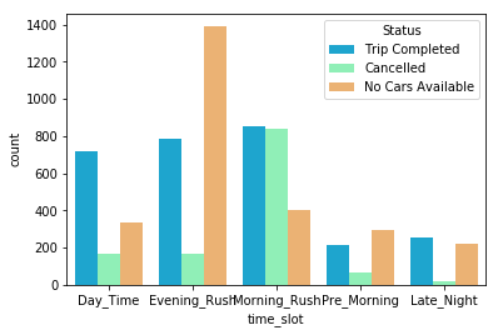 1400
1200
1000
800
600
400
200
0
count
Status
Trip Completed
Cancelled
No Cars Available
Day_Time Evening_Rush Morning_Rush Pre_Morning Late_Night
time_slot